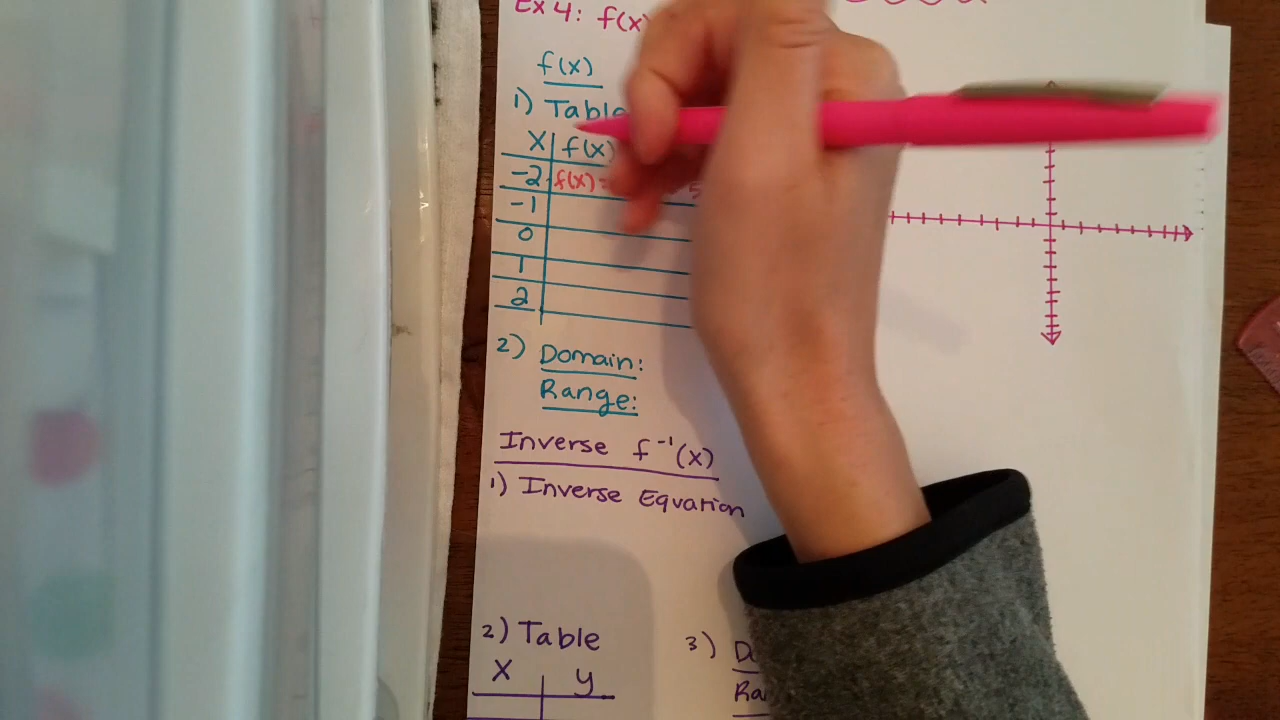 Ex 4: f(x)
f(x)
1) Table
X f(x)
-2 f(x) = 5
-1
0
1
2
2) Domain:
Range:
Inverse f⁻¹(x)
1) Inverse Equation
2) Table
X y
3)